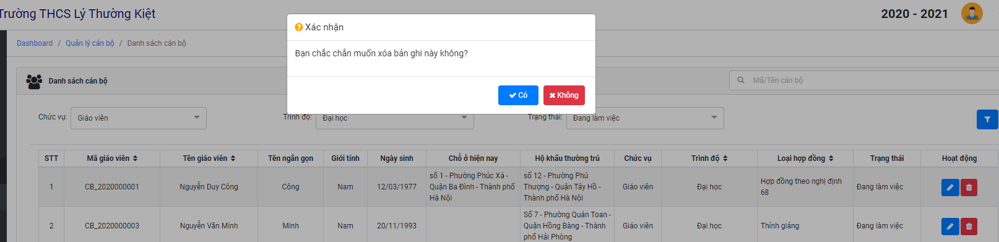 Trường THCS Lý Thường Kiệt
2020 - 2021
Xác nhận
Bạn chắc chắn muốn xóa bản ghi này không?
Có
Không
Dashboard / Quản lý cán bộ / Danh sách cán bộ
Danh sách cán bộ
Mã/Tên cán bộ
Chức vụ: Giáo viên
Trình độ: Đại học
Trạng thái: Đang làm việc
STT Mã giáo viên Tên giáo viên Tên ngắn gọn Giới tính Ngày sinh Chỗ ở hiện nay Hộ khẩu thường trú Chức vụ Trình độ Loại hợp đồng Trạng thái Hoạt động
1 CB_2020000001 Nguyễn Duy Công Công Nam 12/03/1977
số 1 - Phường Phúc Xá -
Quận Ba Đình - Thành phố
Hà Nội
số 12 - Phường Phú
Thượng - Quận Tây Hồ -
Thành phố Hà Nội
Giáo viên Đại học
Hợp đồng theo nghị định
68
Đang làm việc
2 CB_2020000003 Nguyễn Văn Minh Minh Nam 20/11/1993
Số 7 - Phường Quán Toan -
Quận Hồng Bàng - Thành
phố Hải Phòng
Giáo viên Đại học Thỉnh giảng Đang làm việc